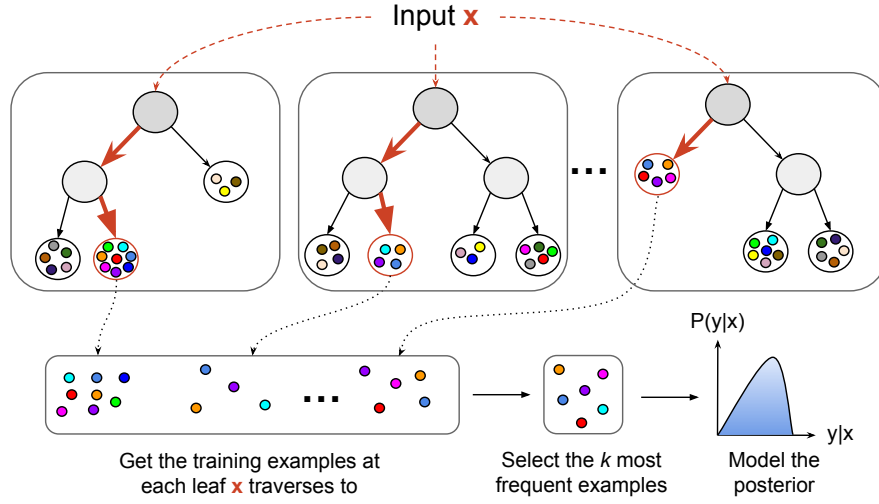 Input x
P(y|x)
y|x
Get the training examples at
each leaf x traverses to
Select the k most
frequent examples
Model the
posterior